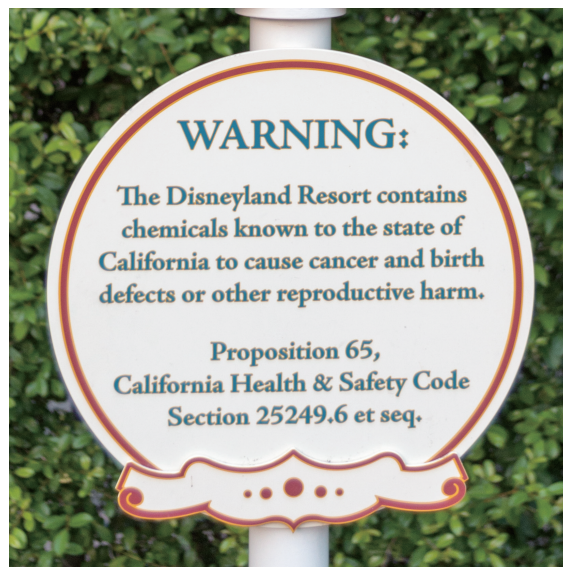 WARNING:
The Disneyland Resort contains
chemicals known to the state of
California to cause cancer and birth
defects or other reproductive harm.
Proposition 65,
California Health & Safety Code
Section 25249.6 et seq.